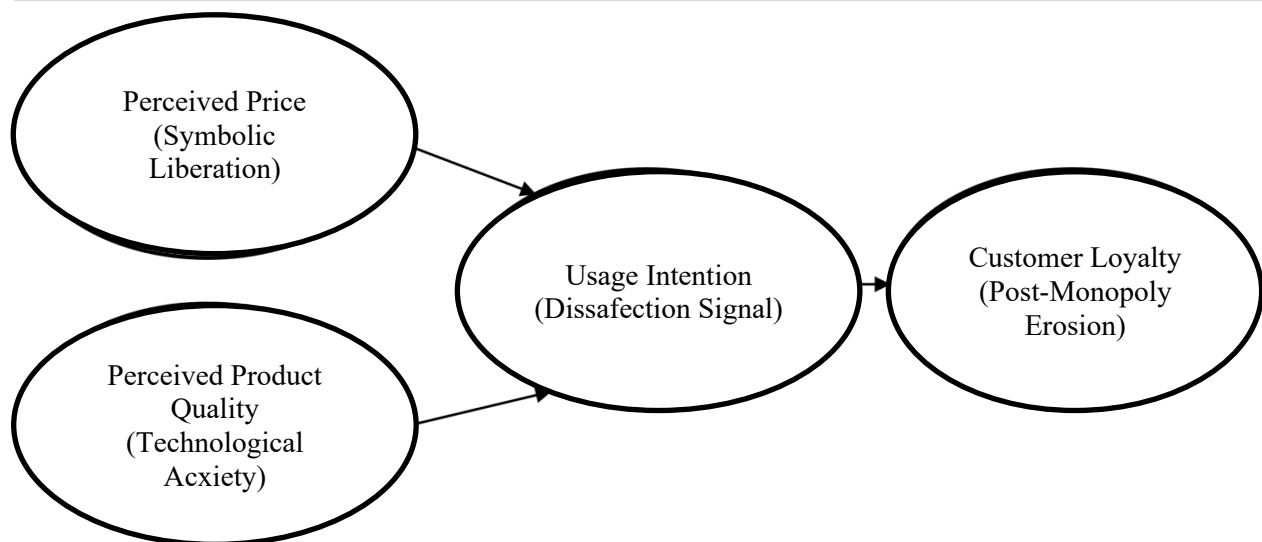 Perceived Price
(Symbolic
Liberation)
Usage Intention
(Dissafection Signal)
Customer Loyalty
(Post-Monopoly
Erosion)
Perceived Product
Quality
(Technological
Acxiety)